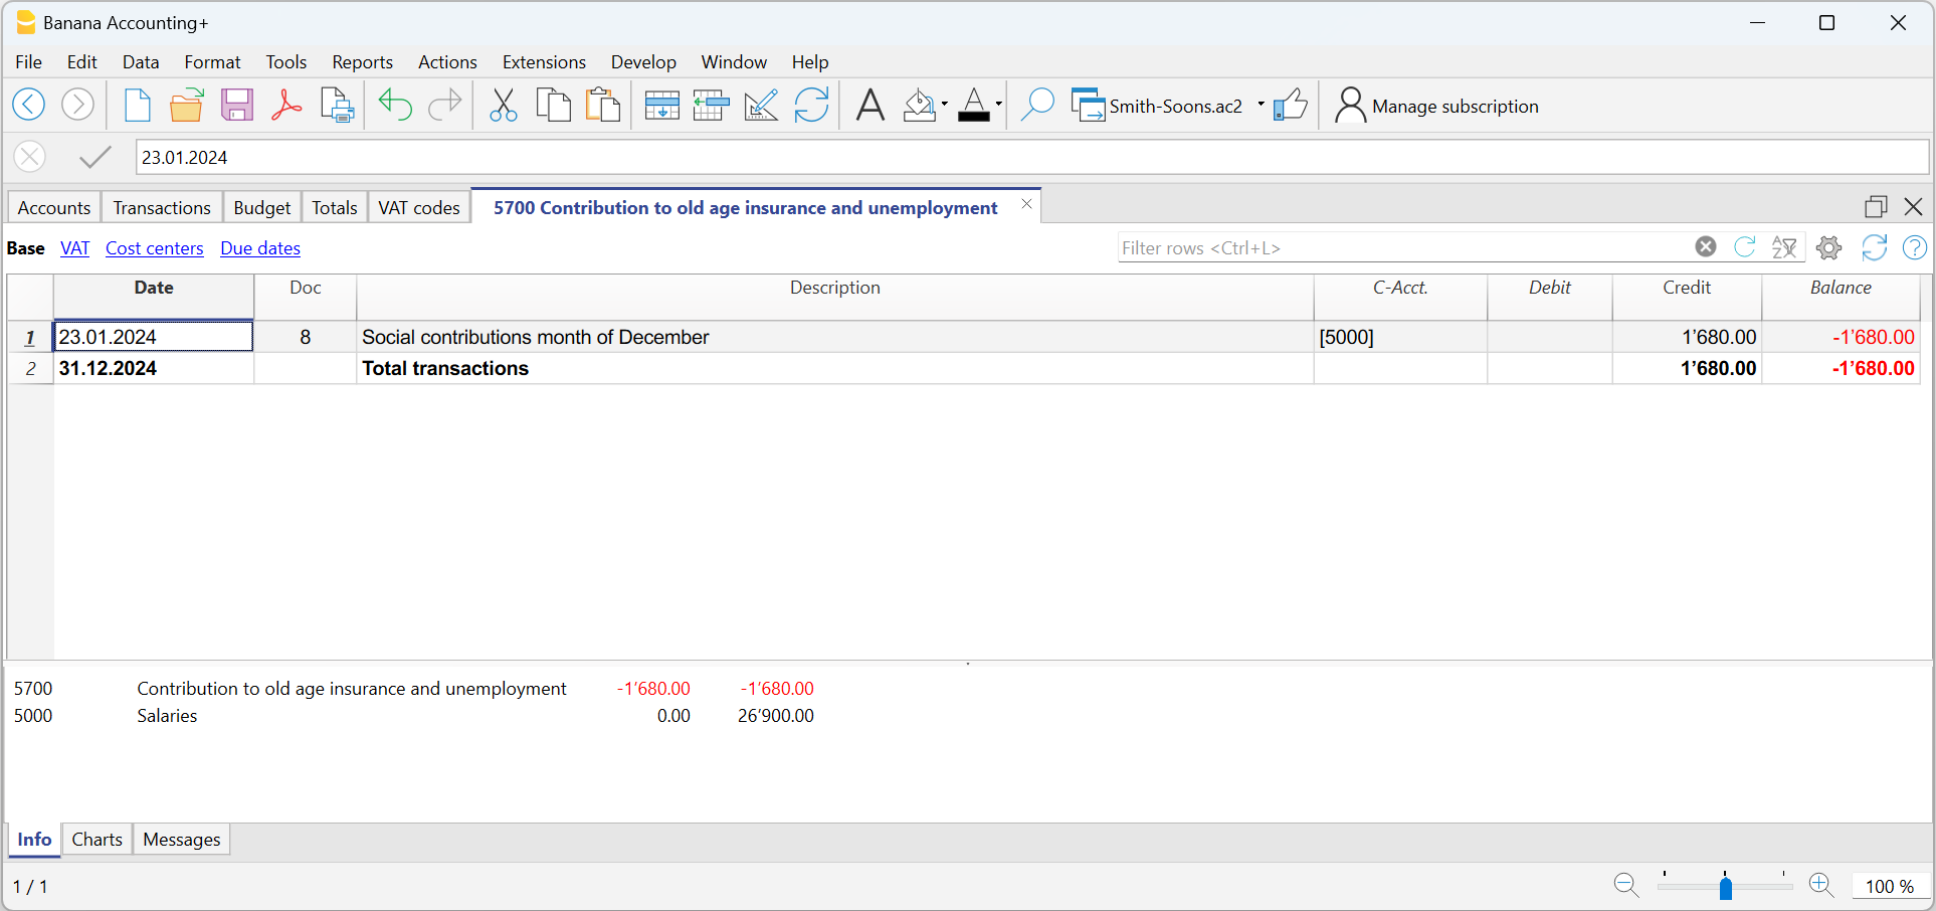 Banana Accounting+
File Edit Data Format Tools Reports Actions Extensions Develop Window Help
Smith-Soons.ac2 Manage subscription
23.01.2024
Accounts Transactions Budget Totals VAT codes 5700 Contribution to old age insurance and unemployment
Base VAT Cost centers Due dates Filter rows <Ctrl+L>
Date Doc Description C-Acct. Debit Credit Balance
1 23.01.2024 8 Social contributions month of December [5000] 1’680.00 -1’680.00
2 31.12.2024 Total transactions 1’680.00 -1’680.00
5700 Contribution to old age insurance and unemployment -1’680.00 -1’680.00
5000 Salaries 0.00 26’900.00
Info Charts Messages
1 / 1 100 %